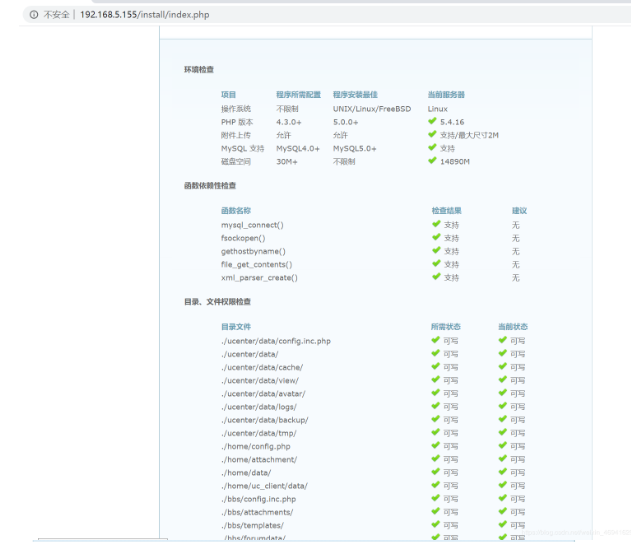 不安全 | 192.168.5.155/install/index.php
环境检查
项目 程序所需配置 程序安装最佳 当前服务器
操作系统 不限制 UNIX/Linux/FreeBSD Linux
PHP 版本 4.3.0+ 5.0.0+ 5.4.16
附件上传 允许 允许 支持/最大尺寸2M
MySQL 支持 MySQL4.0+ MySQL5.0+ 支持
磁盘空间 30M+ 不限制 14890M
函数依赖性检查
函数名称 检查结果 建议
mysql_connect() 支持 无
fsockopen() 支持 无
gethostbyname() 支持 无
file_get_contents() 支持 无
xml_parser_create() 支持 无
目录、文件权限检查
目录文件 所需状态 当前状态
./ucenter/data/config.inc.php 可写 可写
./ucenter/data/ 可写 可写
./ucenter/data/cache/ 可写 可写
./ucenter/data/view/ 可写 可写
./ucenter/data/avatar/ 可写 可写
./ucenter/data/logs/ 可写 可写
./ucenter/data/backup/ 可写 可写
./ucenter/data/tmp/ 可写 可写
./home/config.php 可写 可写
./home/attachment/ 可写 可写
./home/data/ 可写 可写
./home/uc_client/data/ 可写 可写
./bbs/config.inc.php 可写 可写
./bbs/attachments/ 可写 可写
./bbs/templates/ 可写 可写
./bbs/forumdata/ 可写 可写